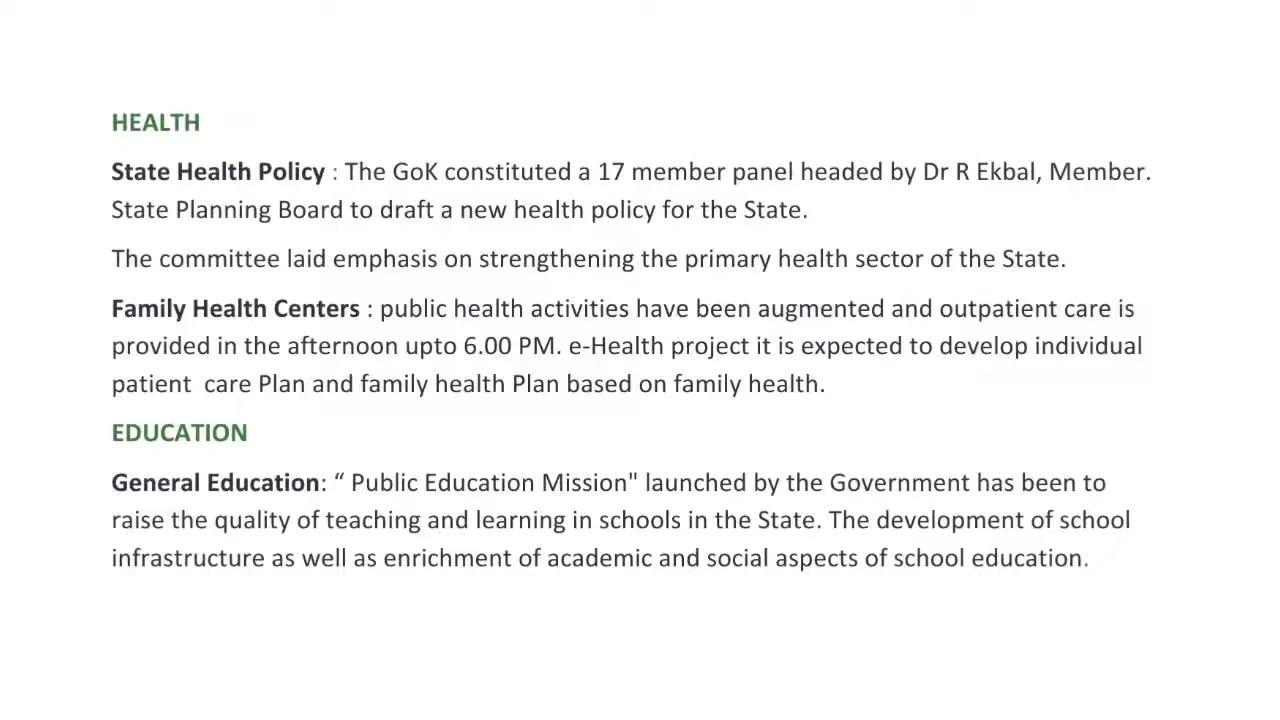 HEALTH
State Health Policy : The GoK constituted a 17 member panel headed by Dr R Ekbal, Member.
State Planning Board to draft a new health policy for the State.
The committee laid emphasis on strengthening the primary health sector of the State.
Family Health Centers : public health activities have been augmented and outpatient care is
provided in the afternoon upto 6.00 PM. e-Health project it is expected to develop individual
patient  care Plan and family health Plan based on family health.
EDUCATION
General Education: “ Public Education Mission" launched by the Government has been to
raise the quality of teaching and learning in schools in the State. The development of school
infrastructure as well as enrichment of academic and social aspects of school education.